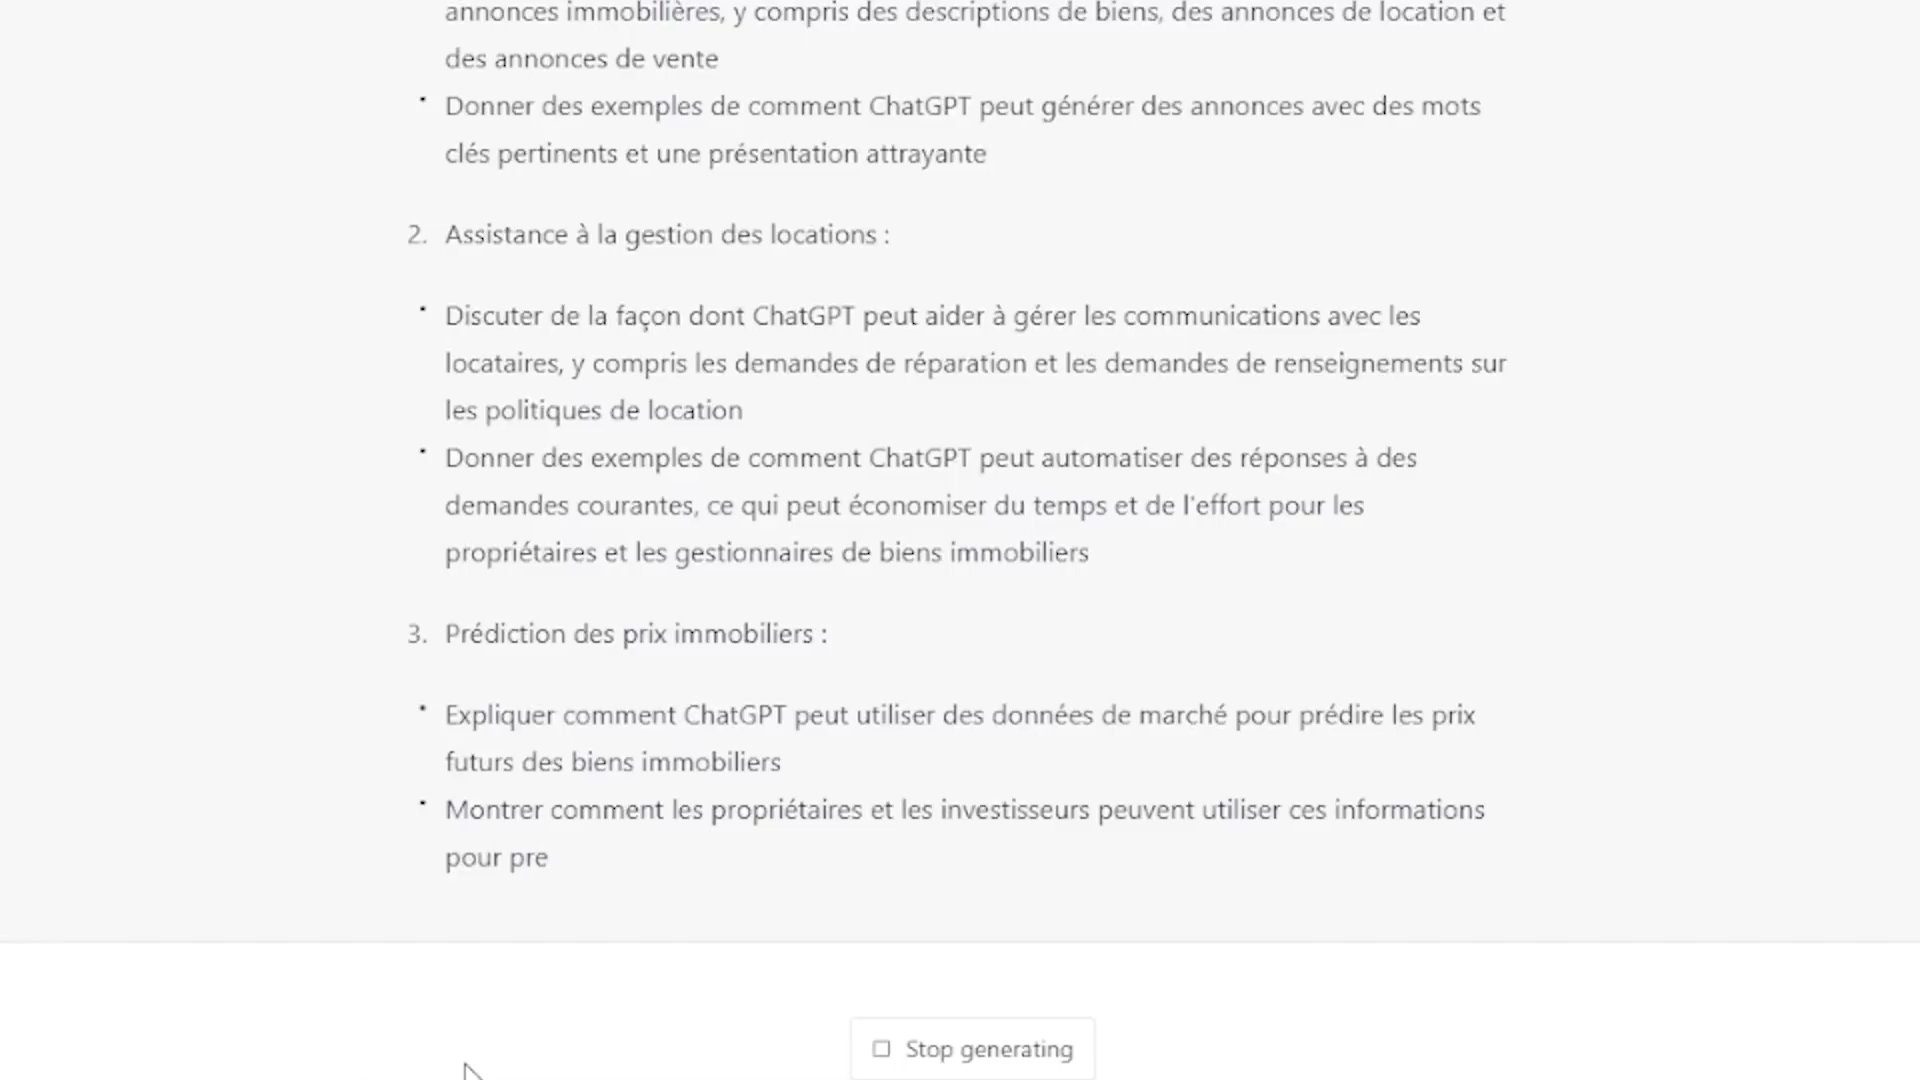 annonces immobilières, y compris des descriptions de biens, des annonces de location et
des annonces de vente
Donner des exemples de comment ChatGPT peut générer des annonces avec des mots
clés pertinents et une présentation attrayante
2. Assistance à la gestion des locations :
Discuter de la façon dont ChatGPT peut aider à gérer les communications avec les
locataires, y compris les demandes de réparation et les demandes de renseignements sur
les politiques de location
Donner des exemples de comment ChatGPT peut automatiser des réponses à des
demandes courantes, ce qui peut économiser du temps et de l'effort pour les
propriétaires et les gestionnaires de biens immobiliers
3. Prédiction des prix immobiliers :
Expliquer comment ChatGPT peut utiliser des données de marché pour prédire les prix
futurs des biens immobiliers
Montrer comment les propriétaires et les investisseurs peuvent utiliser ces informations
pour pre
Stop generating